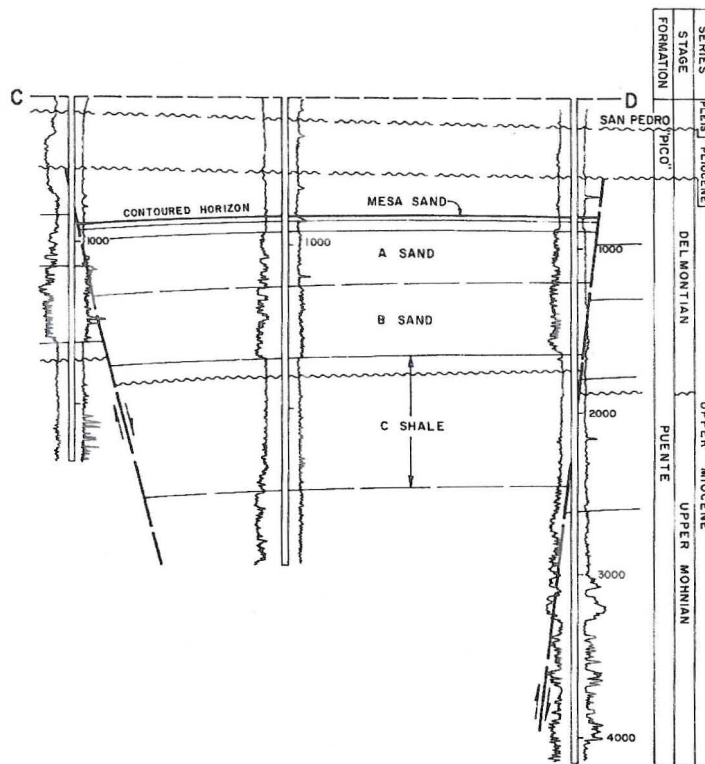 SERIES
STAGE
FORMATION
C
D
PLEIS
SAN PEDRO
"PICO"
PLIOCENE
CONTOURED HORIZON
MESA SAND
1000
1000
1000
A SAND
DELMONTIAN
B SAND
C SHALE
2000
UPPER MIOCENE
PUENTE
UPPER MOHNIAN
3000
4000